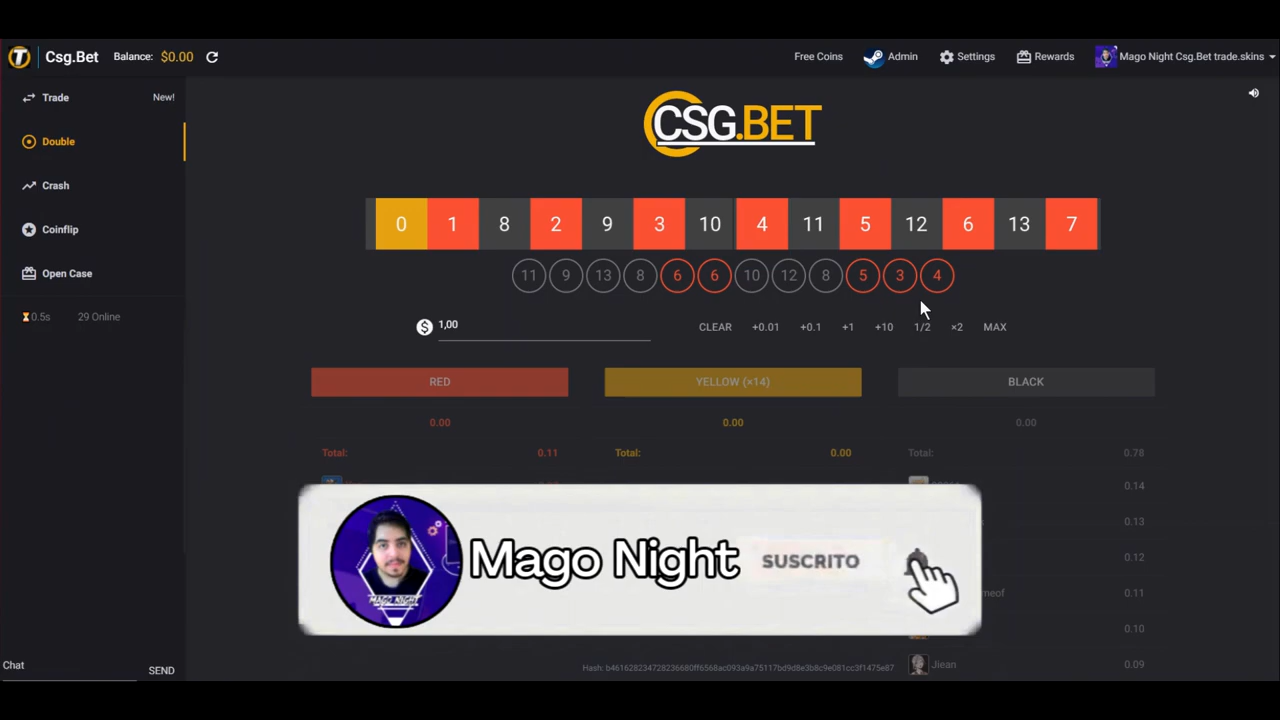 Csg.Bet Balance: $0.00 Free Coins Admin Settings Rewards Mago Night Csg.Bet trade.skins
Trade New!
CSG.BET
Double
Crash
0 1 8 2 9 3 10 4 11 5 12 6 13 7
Coinflip
Open Case
11 9 13 8 6 6 10 12 8 5 3 4
0.5s 29 Online
$ 1,00 CLEAR +0.01 +0.1 +1 +10 1/2 ×2 MAX
RED YELLOW (×14) BLACK
0.00 0.00 0.00
Total: 0.11 Total: 0.00 Total: 0.78
0.14
0.13
Mago Night SUSCRITO
MAGO NIGHT
0.12
0.11
0.10
Jiean 0.09
Chat SEND